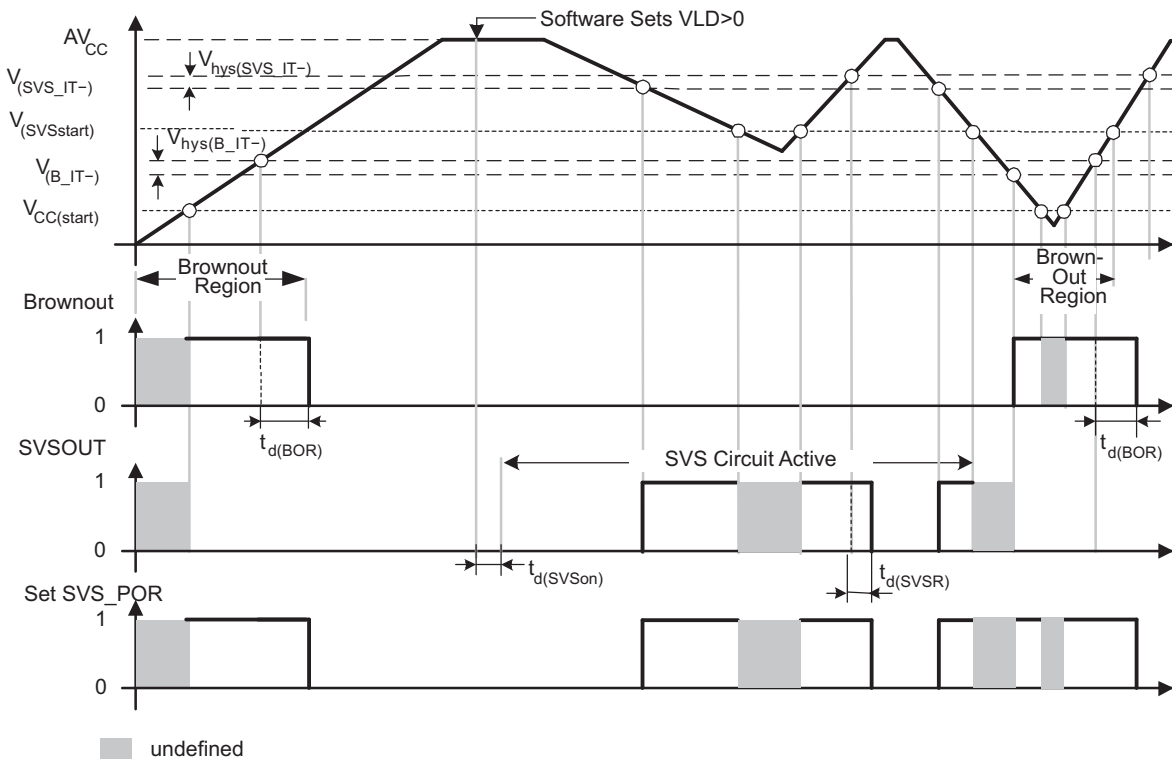 Software Sets VLD>0
AVCC
Vhys(SVS_IT−)
V(SVS_IT−)
V(SVSstart)
Vhys(B_IT−)
V(B_IT−)
VCC(start)
Brownout
Region
Brown-
Out
Region
Brownout
1
0
td(BOR)
td(BOR)
SVSOUT
SVS Circuit Active
1
0
td(SVSon)
td(SVSR)
Set SVS_POR
1
0
undefined